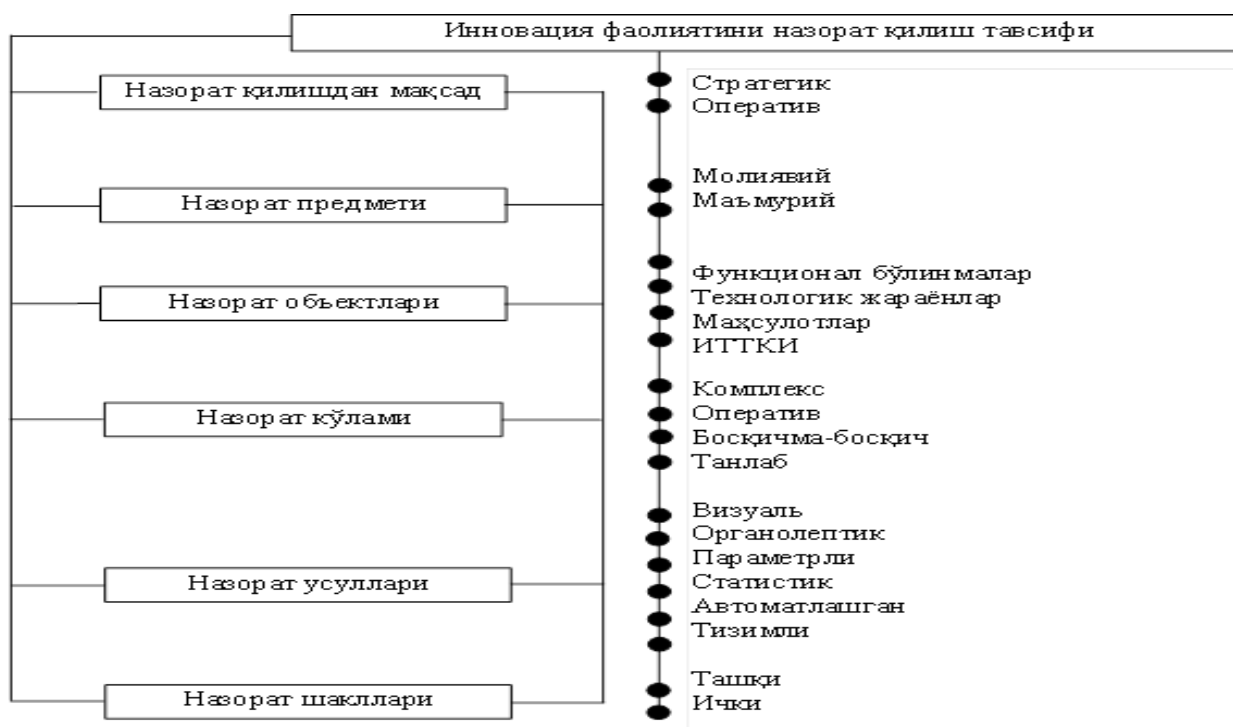 Инновация фаолиятини назорат қилиш тавсифи
Назорат қилишдан мақсад
Стратегик
Оператив
Назорат предмети
Молиявий
Маъмурий
Назорат объектлари
Функционал бўлинмалар
Технологик жараёнлар
Маҳсулотлар
ИТТКИ
Назорат кўлами
Комплекс
Оператив
Босқичма-босқич
Танлаб
Назорат усуллари
Визуаль
Органолептик
Параметрли
Статистик
Автоматлашган
Тизимли
Назорат шакллари
Ташқи
Ички